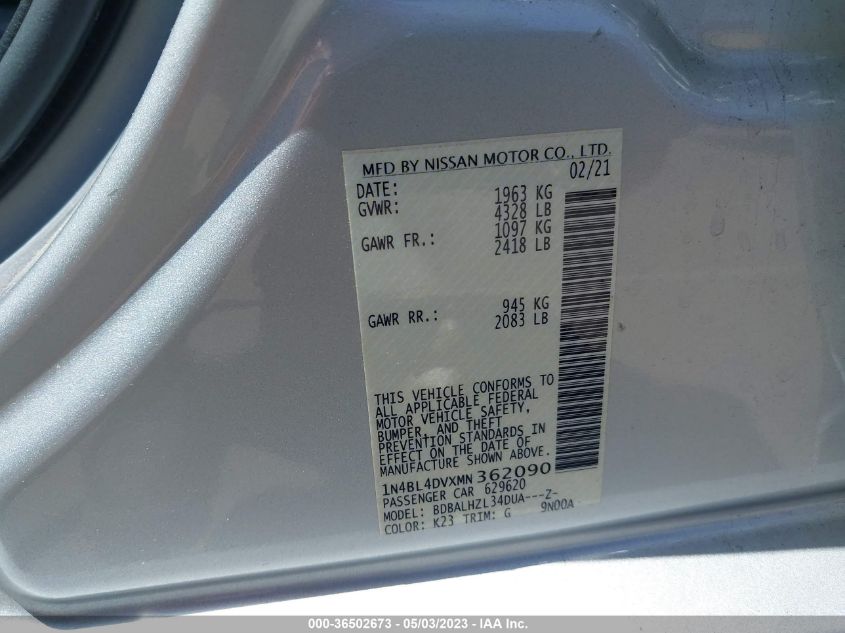 MFD BY NISSAN MOTOR CO., LTD.
DATE: 02/21
GVWR: 1963 KG
4328 LB
GAWR FR.: 1097 KG
2418 LB
GAWR RR.: 945 KG
2083 LB
THIS VEHICLE CONFORMS TO
ALL APPLICABLE FEDERAL
MOTOR VEHICLE SAFETY,
BUMPER, AND THEFT
PREVENTION STANDARDS IN
EFFECT ON THE DATE OF
MANUFACTURE SHOWN ABOVE.
1N4BL4DVXMN362090
PASSENGER CAR 629620
MODEL: BDBALHZL34DUA---Z-
COLOR: K23 TRIM: G 9N00A
000-36502673 - 05/03/2023 - IAA Inc.